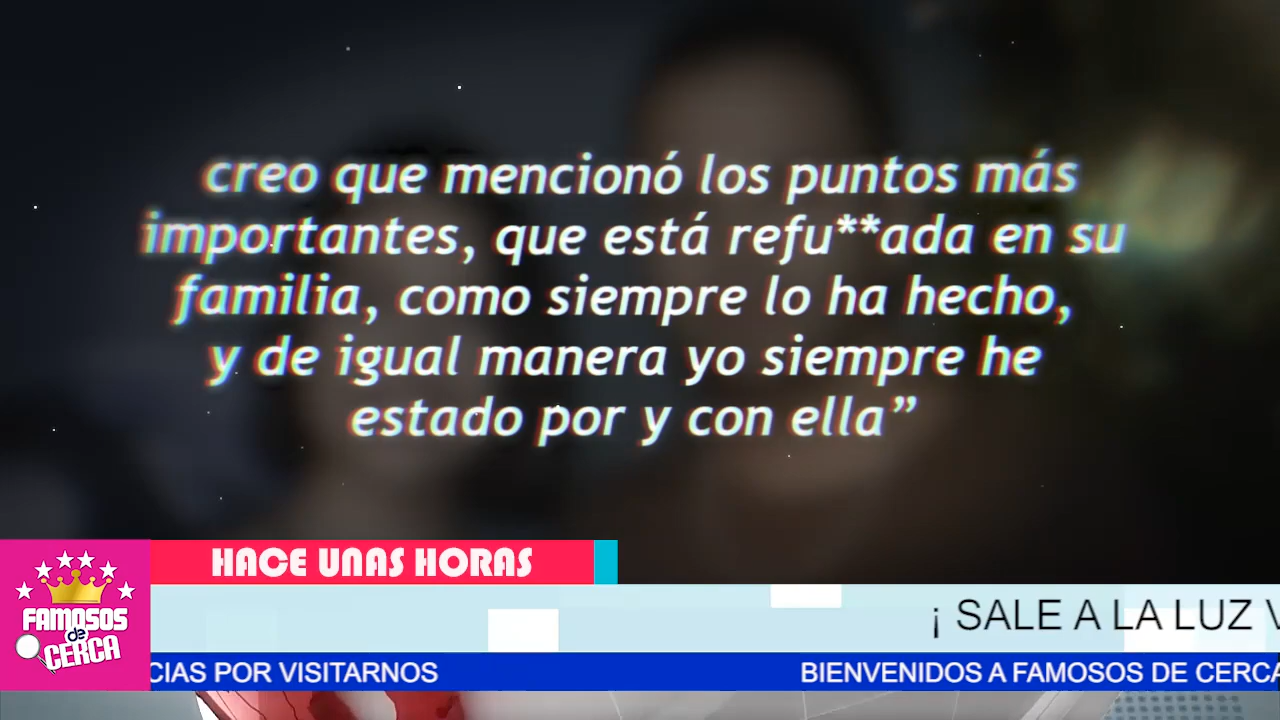 creo que mencionó los puntos más
importantes, que está refu**ada en su
familia, como siempre lo ha hecho,
y de igual manera yo siempre he
estado por y con ella”
HACE UNAS HORAS
FAMOSOS
de
CERCA
¡ SALE A LA LUZ
CIAS POR VISITARNOS
BIENVENIDOS A FAMOSOS DE CERCA